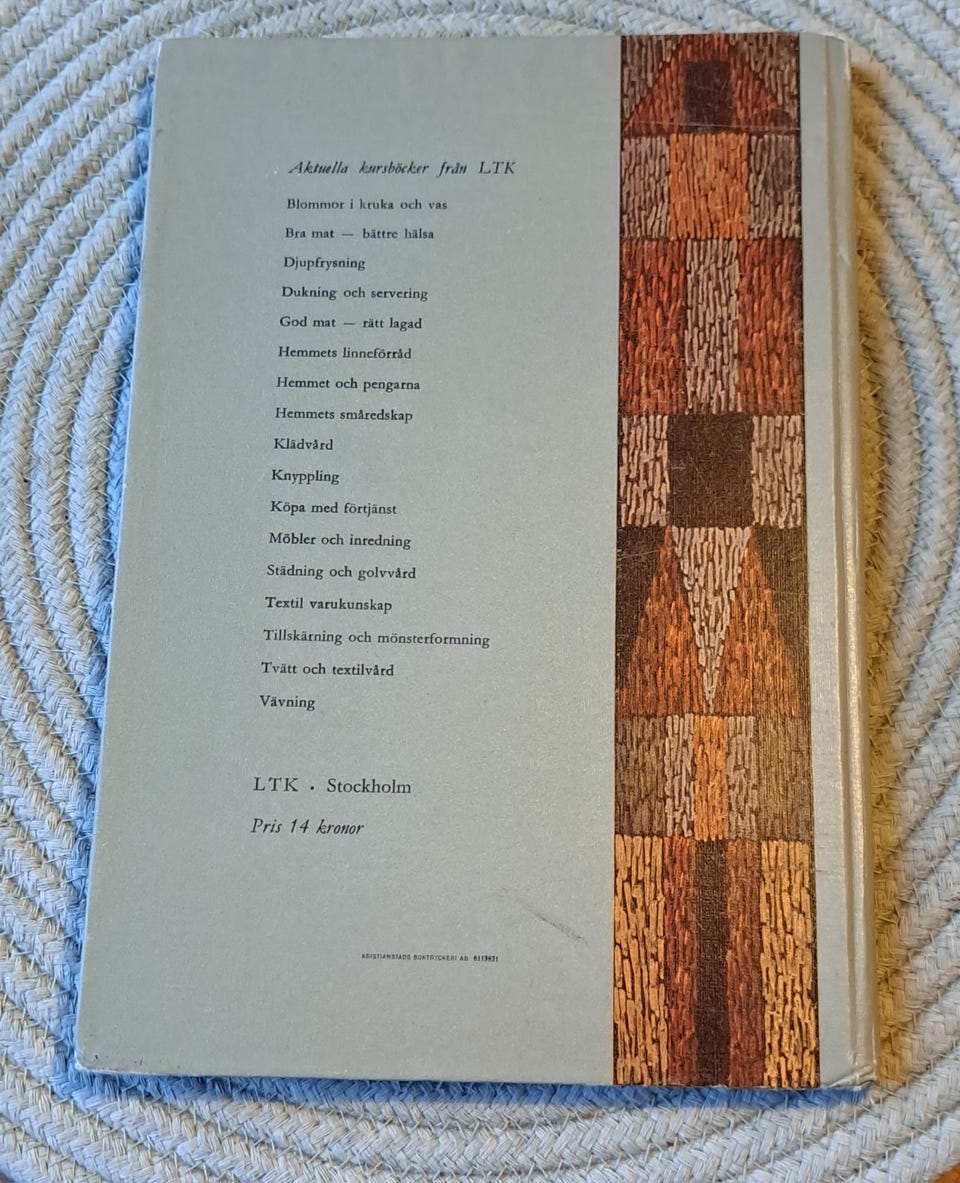 Aktuella kursböcker från LTK
Blommor i kruka och vas
Bra mat — bättre hälsa
Djupfrysning
Dukning och servering
God mat — rätt lagad
Hemmets linneförråd
Hemmet och pengarna
Hemmets småredskap
Klädvård
Knyppling
Köpa med förtjänst
Möbler och inredning
Städning och golvvård
Textil varukunskap
Tillskärning och mönsterformning
Tvätt och textilvård
Vävning
LTK · Stockholm
Pris 14 kronor
KRISTIANSTADS BOKTRYCKERI AB